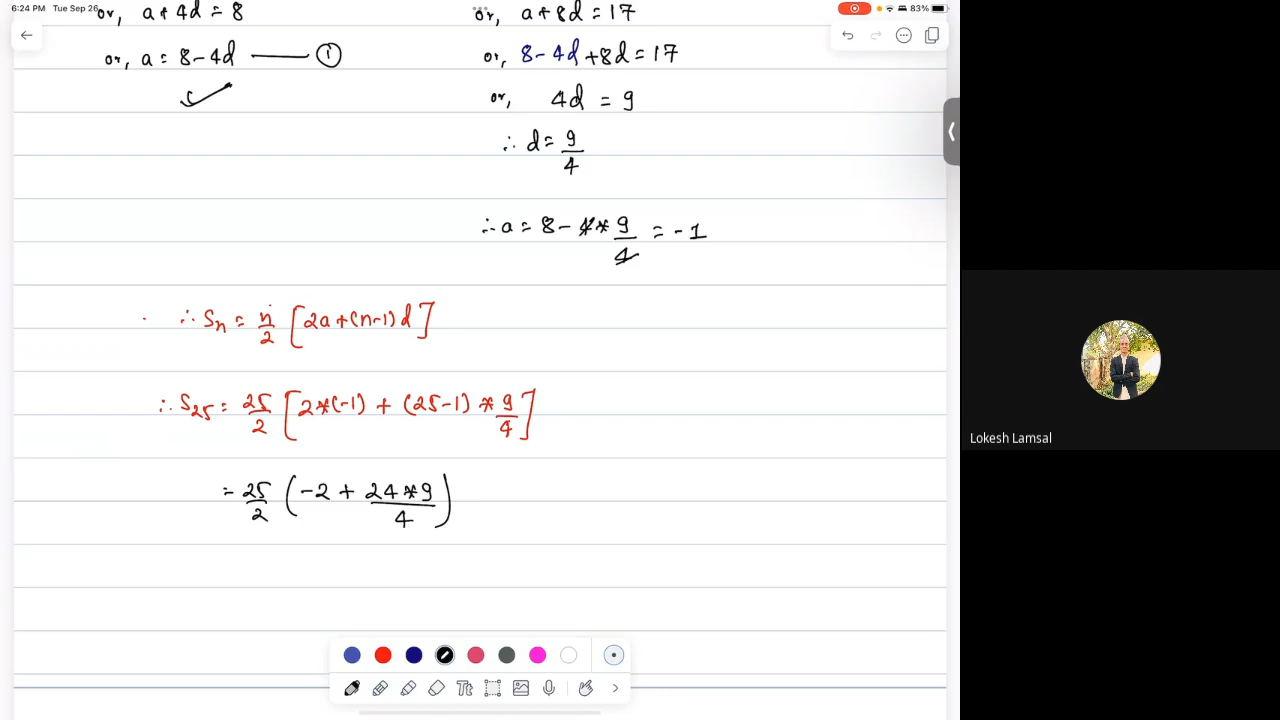 6:24 PM Tue Sep 26
83%
or, a + 4d = 8
or, a = 8 - 4d —— ①
or, a + 8d = 17
or, 8 - 4d + 8d = 17
or, 4d = 9
∴ d = 9/4
∴ a = 8 - 4 * 9/4 = -1
∴ Sn = n/2 [2a + (n-1) d]
∴ S25 = 25/2 [2*(-1) + (25-1) * 9/4]
= 25/2 (-2 + 24*9/4)
Tt
Lokesh Lamsal